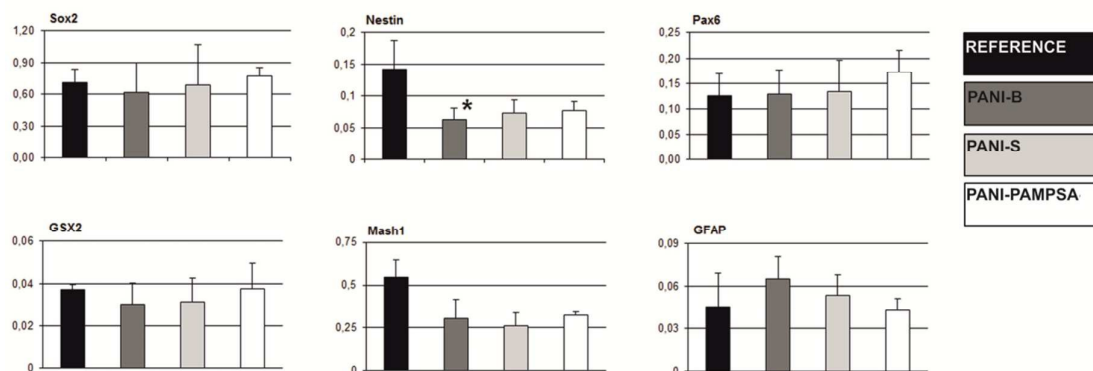 Sox2
1,20
0,90
0,60
0,30
0,00
Nestin
0,2
0,15
0,1
0,05
0
*
Pax6
0,25
0,20
0,15
0,10
0,05
0,00
REFERENCE
PANI-B
PANI-S
PANI-PAMPSA
GSX2
0,06
0,04
0,02
0
Mash1
0,75
0,5
0,25
0
GFAP
0,09
0,06
0,03
0